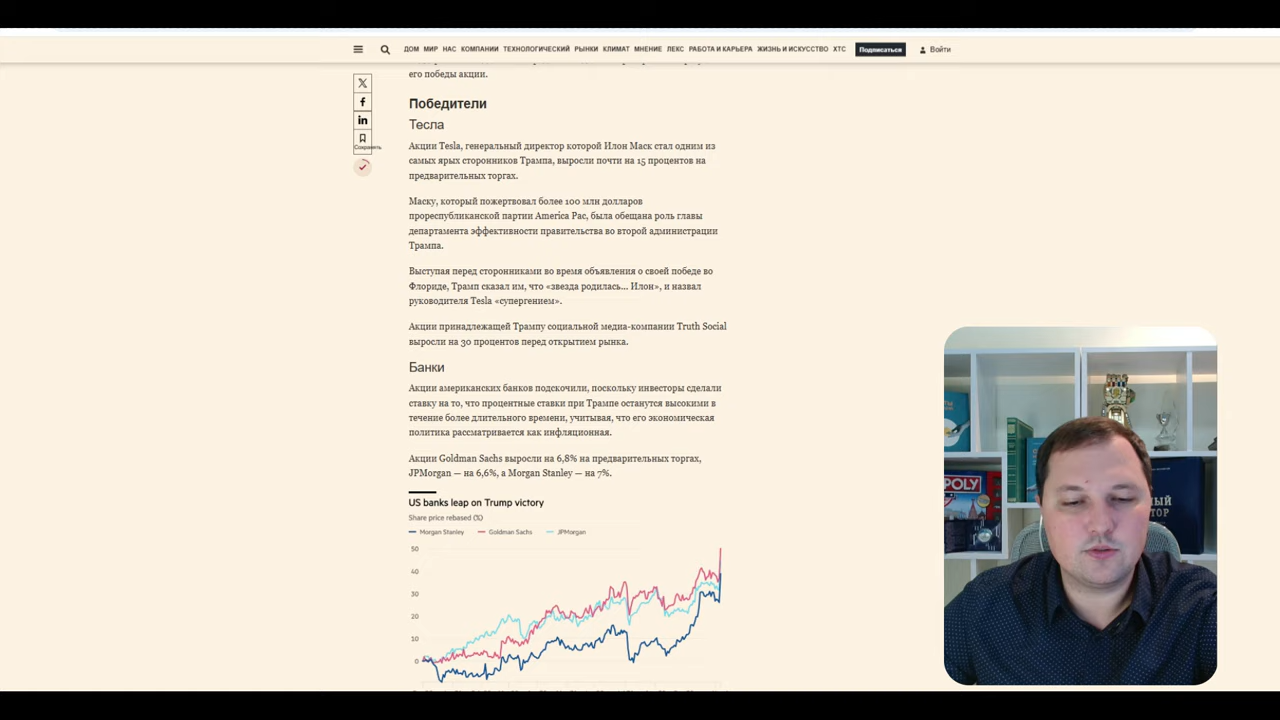 ДОМ МИР НАС КОМПАНИИ ТЕХНОЛОГИЧЕСКИЙ РЫНКИ КЛИМАТ МНЕНИЕ ЛЕКС РАБОТА И КАРЬЕРА ЖИЗНЬ И ИСКУССТВО ХТС Подписаться Войти
его победы акции.
Победители
Тесла
Акции Tesla, генеральный директор которой Илон Маск стал одним из
самых ярых сторонников Трампа, выросли почти на 15 процентов на
предварительных торгах.
Маску, который пожертвовал более 100 млн долларов
прореспубликанской партии America Pac, была обещана роль главы
департамента эффективности правительства во второй администрации
Трампа.
Выступая перед сторонниками во время объявления о своей победе во
Флориде, Трамп сказал им, что «звезда родилась... Илон», и назвал
руководителя Tesla «супергением».
Акции принадлежащей Трампу социальной медиа-компании Truth Social
выросли на 30 процентов перед открытием рынка.
Банки
Акции американских банков подскочили, поскольку инвесторы сделали
ставку на то, что процентные ставки при Трампе останутся высокими в
течение более длительного времени, учитывая, что его экономическая
политика рассматривается как инфляционная.
Акции Goldman Sachs выросли на 6,8% на предварительных торгах,
JPMorgan — на 6,6%, а Morgan Stanley — на 7%.
US banks leap on Trump victory
Share price rebased (%)
Morgan Stanley Goldman Sachs JPMorgan
50
40
30
20
10
0
Сохранить
POLY